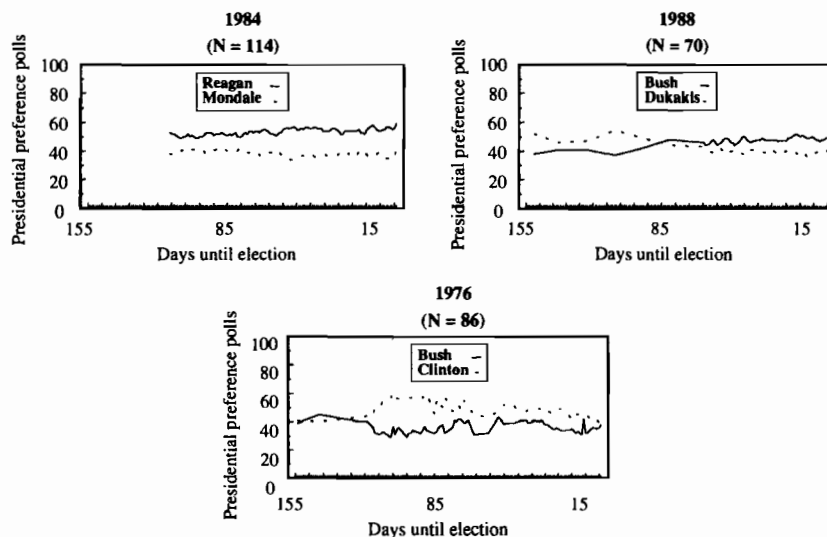 1984
(N = 114)
Presidential preference polls
100
80
60
40
20
0
Reagan
Mondale
155
85
15
Days until election
1988
(N = 70)
Presidential preference polls
100
80
60
40
20
0
Bush
Dukakis
155
85
15
Days until election
1976
(N = 86)
Presidential preference polls
100
80
60
40
20
0
Bush
Clinton
155
85
15
Days until election